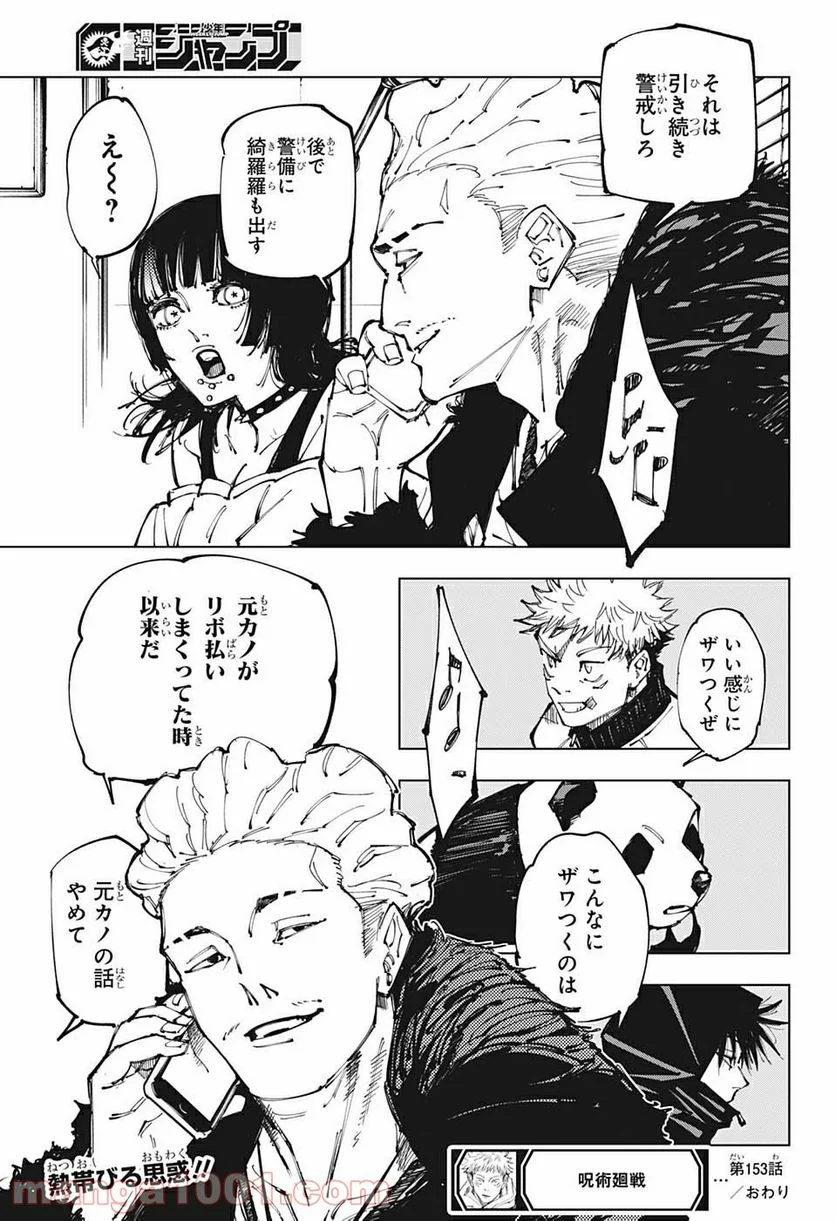 週刊
少年
ジャンプ
それは
引き続き
警戒しろ
後で
警備に
綺羅羅も出す
え〜?
いい感じに
ザワつくぜ
こんなに
ザワつくのは
元カノが
リボ払い
しまくってた時
以来だ
元カノの話
やめて
熱帯びる思惑!!
呪術廻戦
…第153話
/おわり
manga1001.com